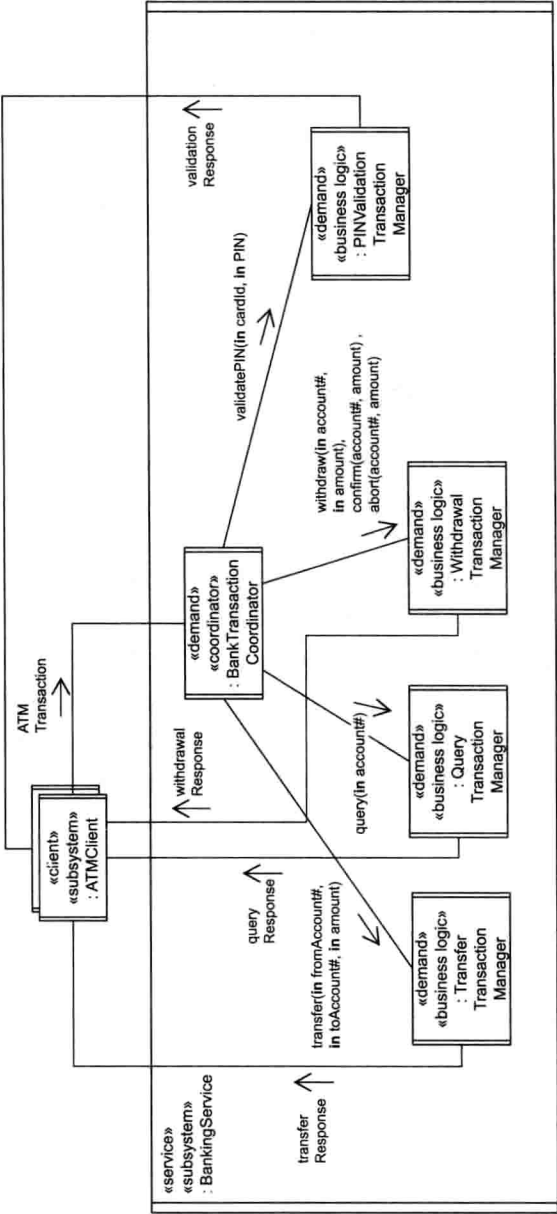 «client»
«subsystem»
: ATMClient
ATM
Transaction
validation
Response
withdrawal
Response
query
Response
transfer
Response
«service»
«subsystem»
: BankingService
«demand»
«coordinator»
: BankTransaction
Coordinator
validatePIN(in cardId, in PIN)
withdraw(in account#,
in amount),
confirm(account#, amount) ,
abort(account#, amount)
query(in account#)
transfer(in fromAccount#,
in toAccount#, in amount)
«demand»
«business logic»
: Transfer
Transaction
Manager
«demand»
«business logic»
: Query
Transaction
Manager
«demand»
«business logic»
: Withdrawal
Transaction
Manager
«demand»
«business logic»
: PINValidation
Transaction
Manager